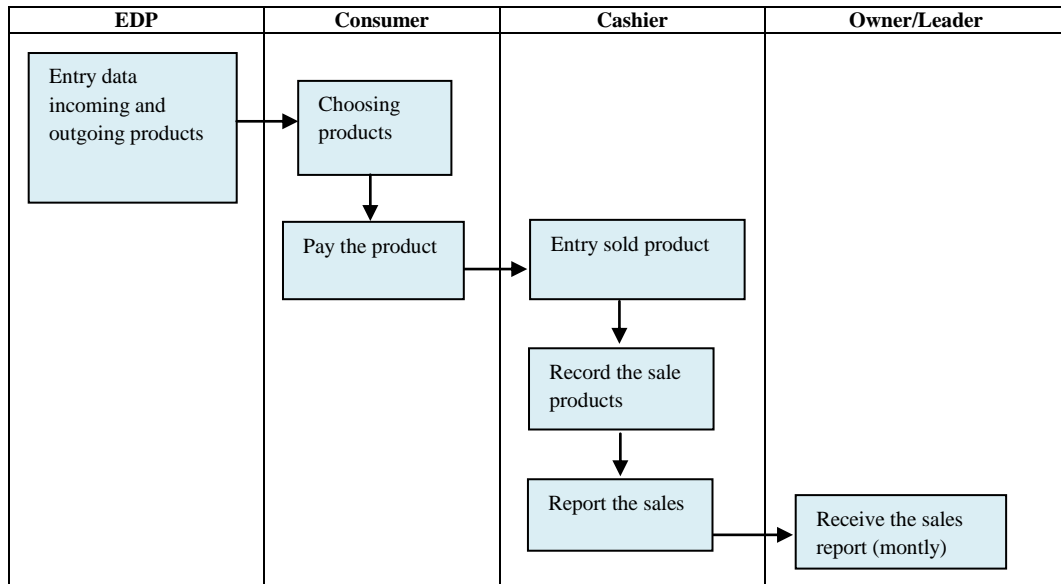 EDP
Consumer
Cashier
Owner/Leader
Entry data
incoming and
outgoing products
Choosing
products
Pay the product
Entry sold product
Record the sale
products
Report the sales
Receive the sales
report (montly)